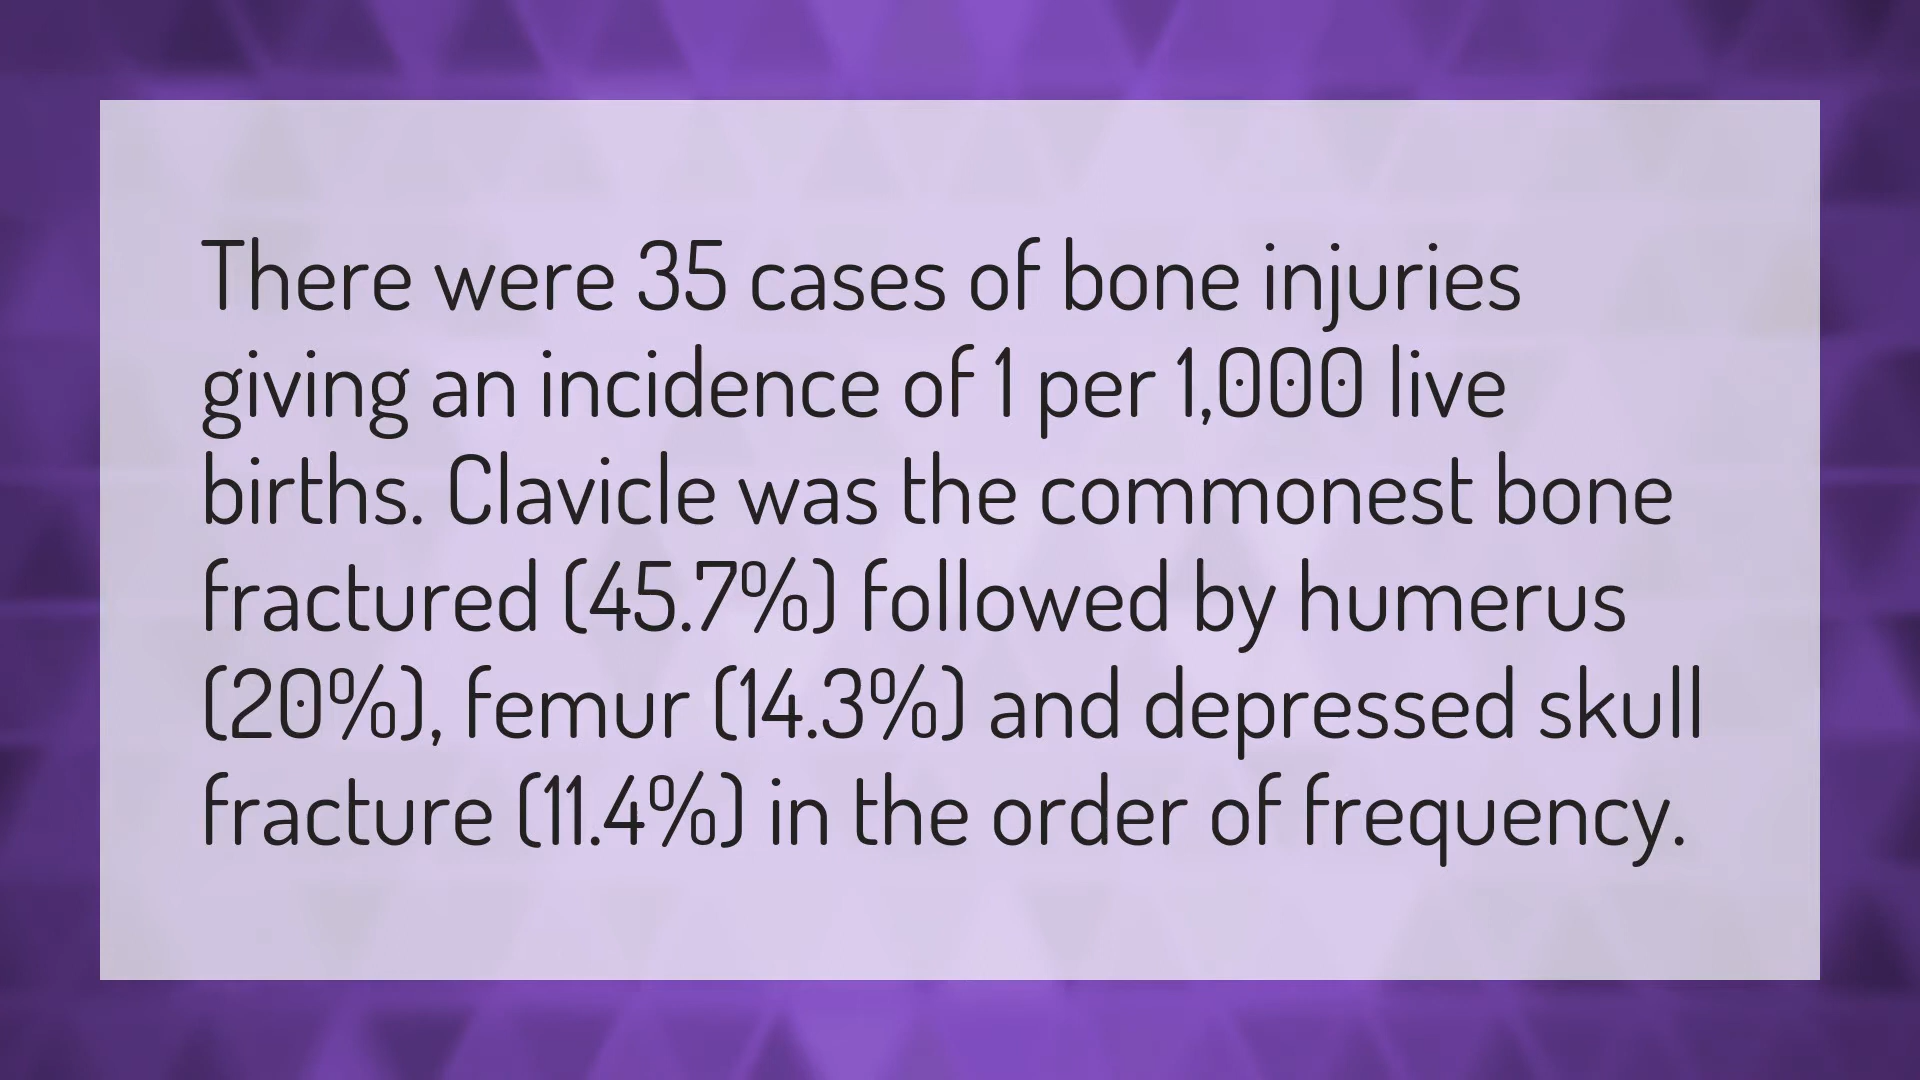 There were 35 cases of bone injuries
giving an incidence of 1 per 1,000 live
births. Clavicle was the commonest bone
fractured (45.7%) followed by humerus
(20%), femur (14.3%) and depressed skull
fracture (11.4%) in the order of frequency.